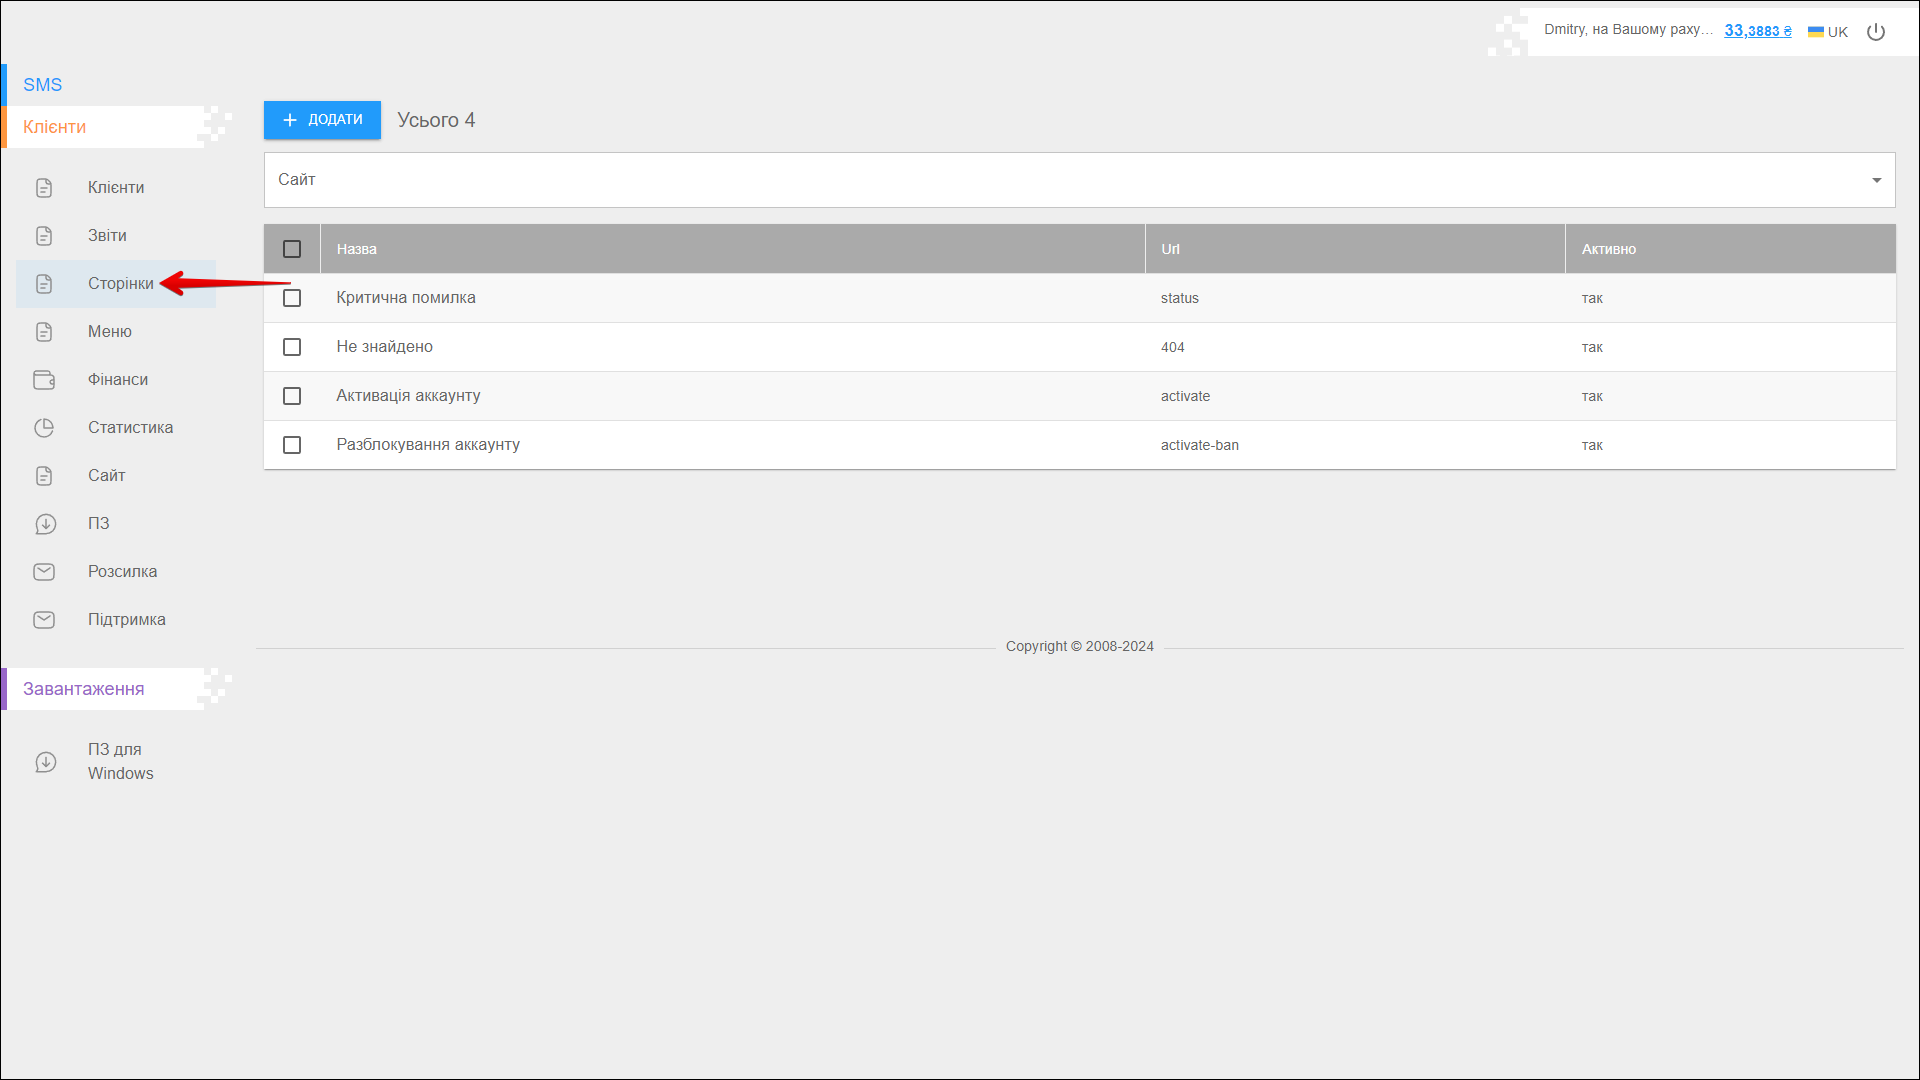 Dmitry, на Вашому раху... 33,3883 ₴ UK
SMS
Клієнти
Клієнти
Звіти
Сторінки
Меню
Фінанси
Статистика
Сайт
ПЗ
Розсилка
Підтримка
Завантаження
ПЗ для
Windows
ДОДАТИ Усього 4
Сайт
Назва Url Активно
Критична помилка status так
Не знайдено 404 так
Активація аккаунту activate так
Разблокування аккаунту activate-ban так
Copyright © 2008-2024